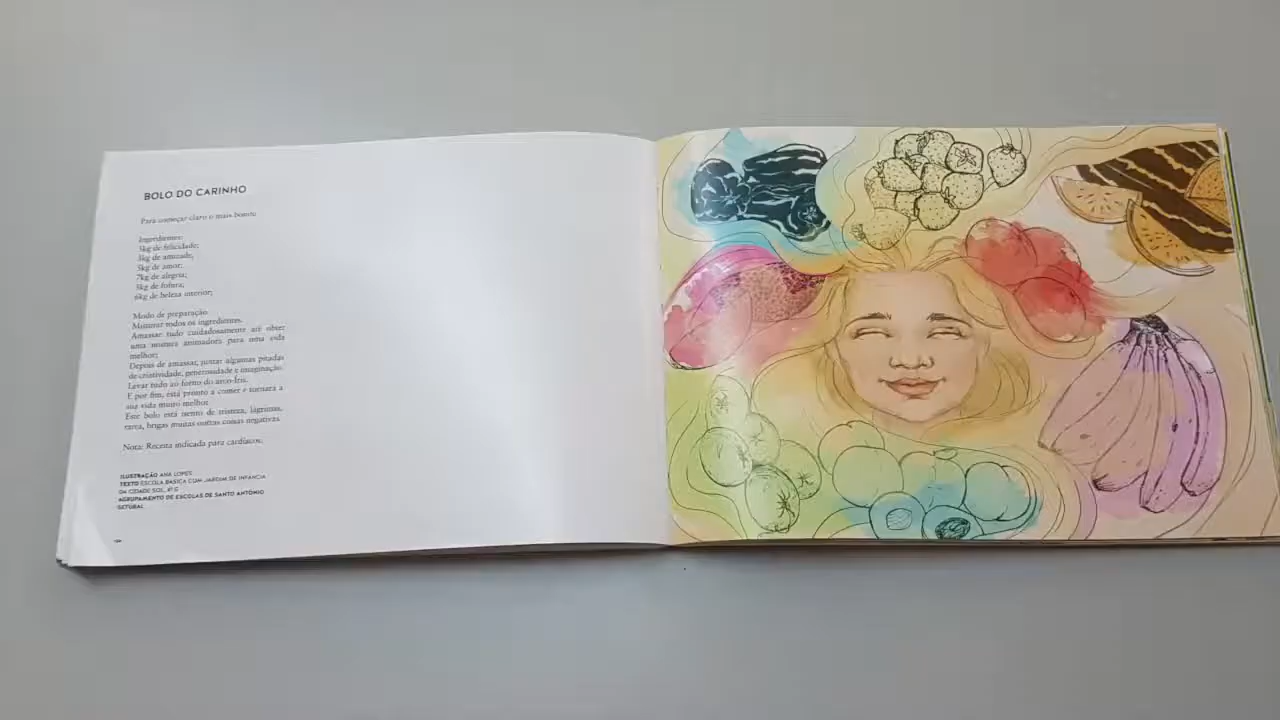 BOLO DO CARINHO
Para começar claro o mais bonito:
Ingredientes:
5kg de felicidade;
3kg de amizade,
5kg de amor;
7kg de alegria;
5kg de fofura;
6kg de beleza interior;
Modo de preparação
Misturar todos os ingredientes.
Amassar tudo cuidadosamente até obter
uma mistura animadora para uma vida
melhor;
Depois de amassar, juntar algumas pitadas
de criatividade, generosidade e imaginação.
Levar tudo ao forno do arco-íris.
E por fim, está pronto a comer e tornará a
sua vida muito melhor.
Este bolo está isento de tristeza, lágrimas,
raiva, brigas muitas outras coisas negativas.
Nota: Receita indicada para cardíacos.
ILUSTRAÇÃO ANA LOPES
TEXTO ESCOLA BÁSICA COM JARDIM DE INFÂNCIA
DA CIDADE SOL, 4º
AGRUPAMENTO DE ESCOLAS DE SANTO ANTÓNIO
SETÚBAL